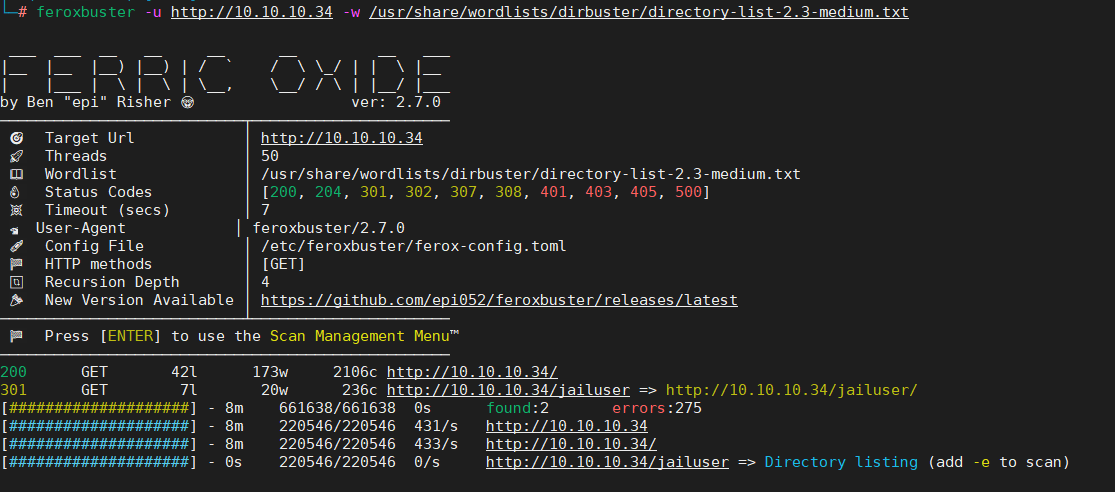 └─# feroxbuster -u http://10.10.10.34 -w /usr/share/wordlists/dirbuster/directory-list-2.3-medium.txt
FERRIC OXIDE
by Ben "epi" Risher 🤓 ver: 2.7.0
🎯 Target Url │ http://10.10.10.34
🚀 Threads │ 50
📖 Wordlist │ /usr/share/wordlists/dirbuster/directory-list-2.3-medium.txt
👌 Status Codes │ [200, 204, 301, 302, 307, 308, 401, 403, 405, 500]
💥 Timeout (secs) │ 7
🦡 User-Agent │ feroxbuster/2.7.0
💉 Config File │ /etc/feroxbuster/ferox-config.toml
🏁 HTTP methods │ [GET]
🔃 Recursion Depth │ 4
🎉 New Version Available │ https://github.com/epi052/feroxbuster/releases/latest
🏁 Press [ENTER] to use the Scan Management Menu™
200 GET 42l 173w 2106c http://10.10.10.34/
301 GET 7l 20w 236c http://10.10.10.34/jailuser => http://10.10.10.34/jailuser/
[####################] - 8m 661638/661638 0s found:2 errors:275
[####################] - 8m 220546/220546 431/s http://10.10.10.34
[####################] - 8m 220546/220546 433/s http://10.10.10.34/
[####################] - 0s 220546/220546 0/s http://10.10.10.34/jailuser => Directory listing (add -e to scan)